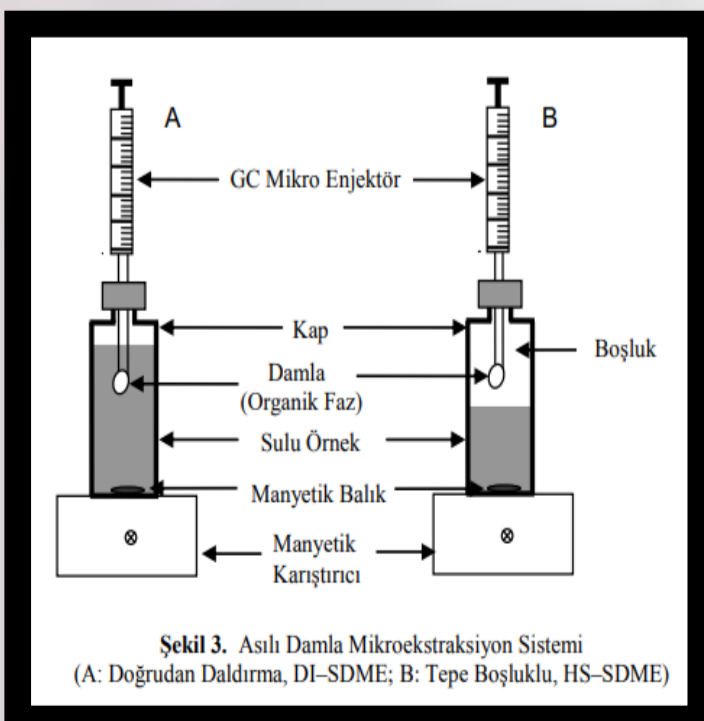 A
B
GC Mikro Enjektör
Kap
Boşluk
Damla
(Organik Faz)
Sulu Örnek
Manyetik Balık
Manyetik
Karıştırıcı
Şekil 3. Asılı Damla Mikroekstraksiyon Sistemi
(A: Doğrudan Daldırma, DI–SDME; B: Tepe Boşluklu, HS–SDME)